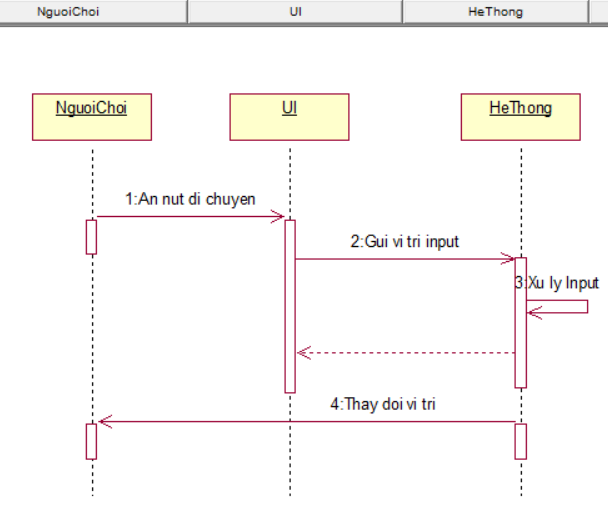 NguoiChoi
UI
HeThong
NguoiChoi
UI
HeThong
1:An nut di chuyen
2:Gui vi tri input
3:Xu ly Input
4:Thay doi vi tri